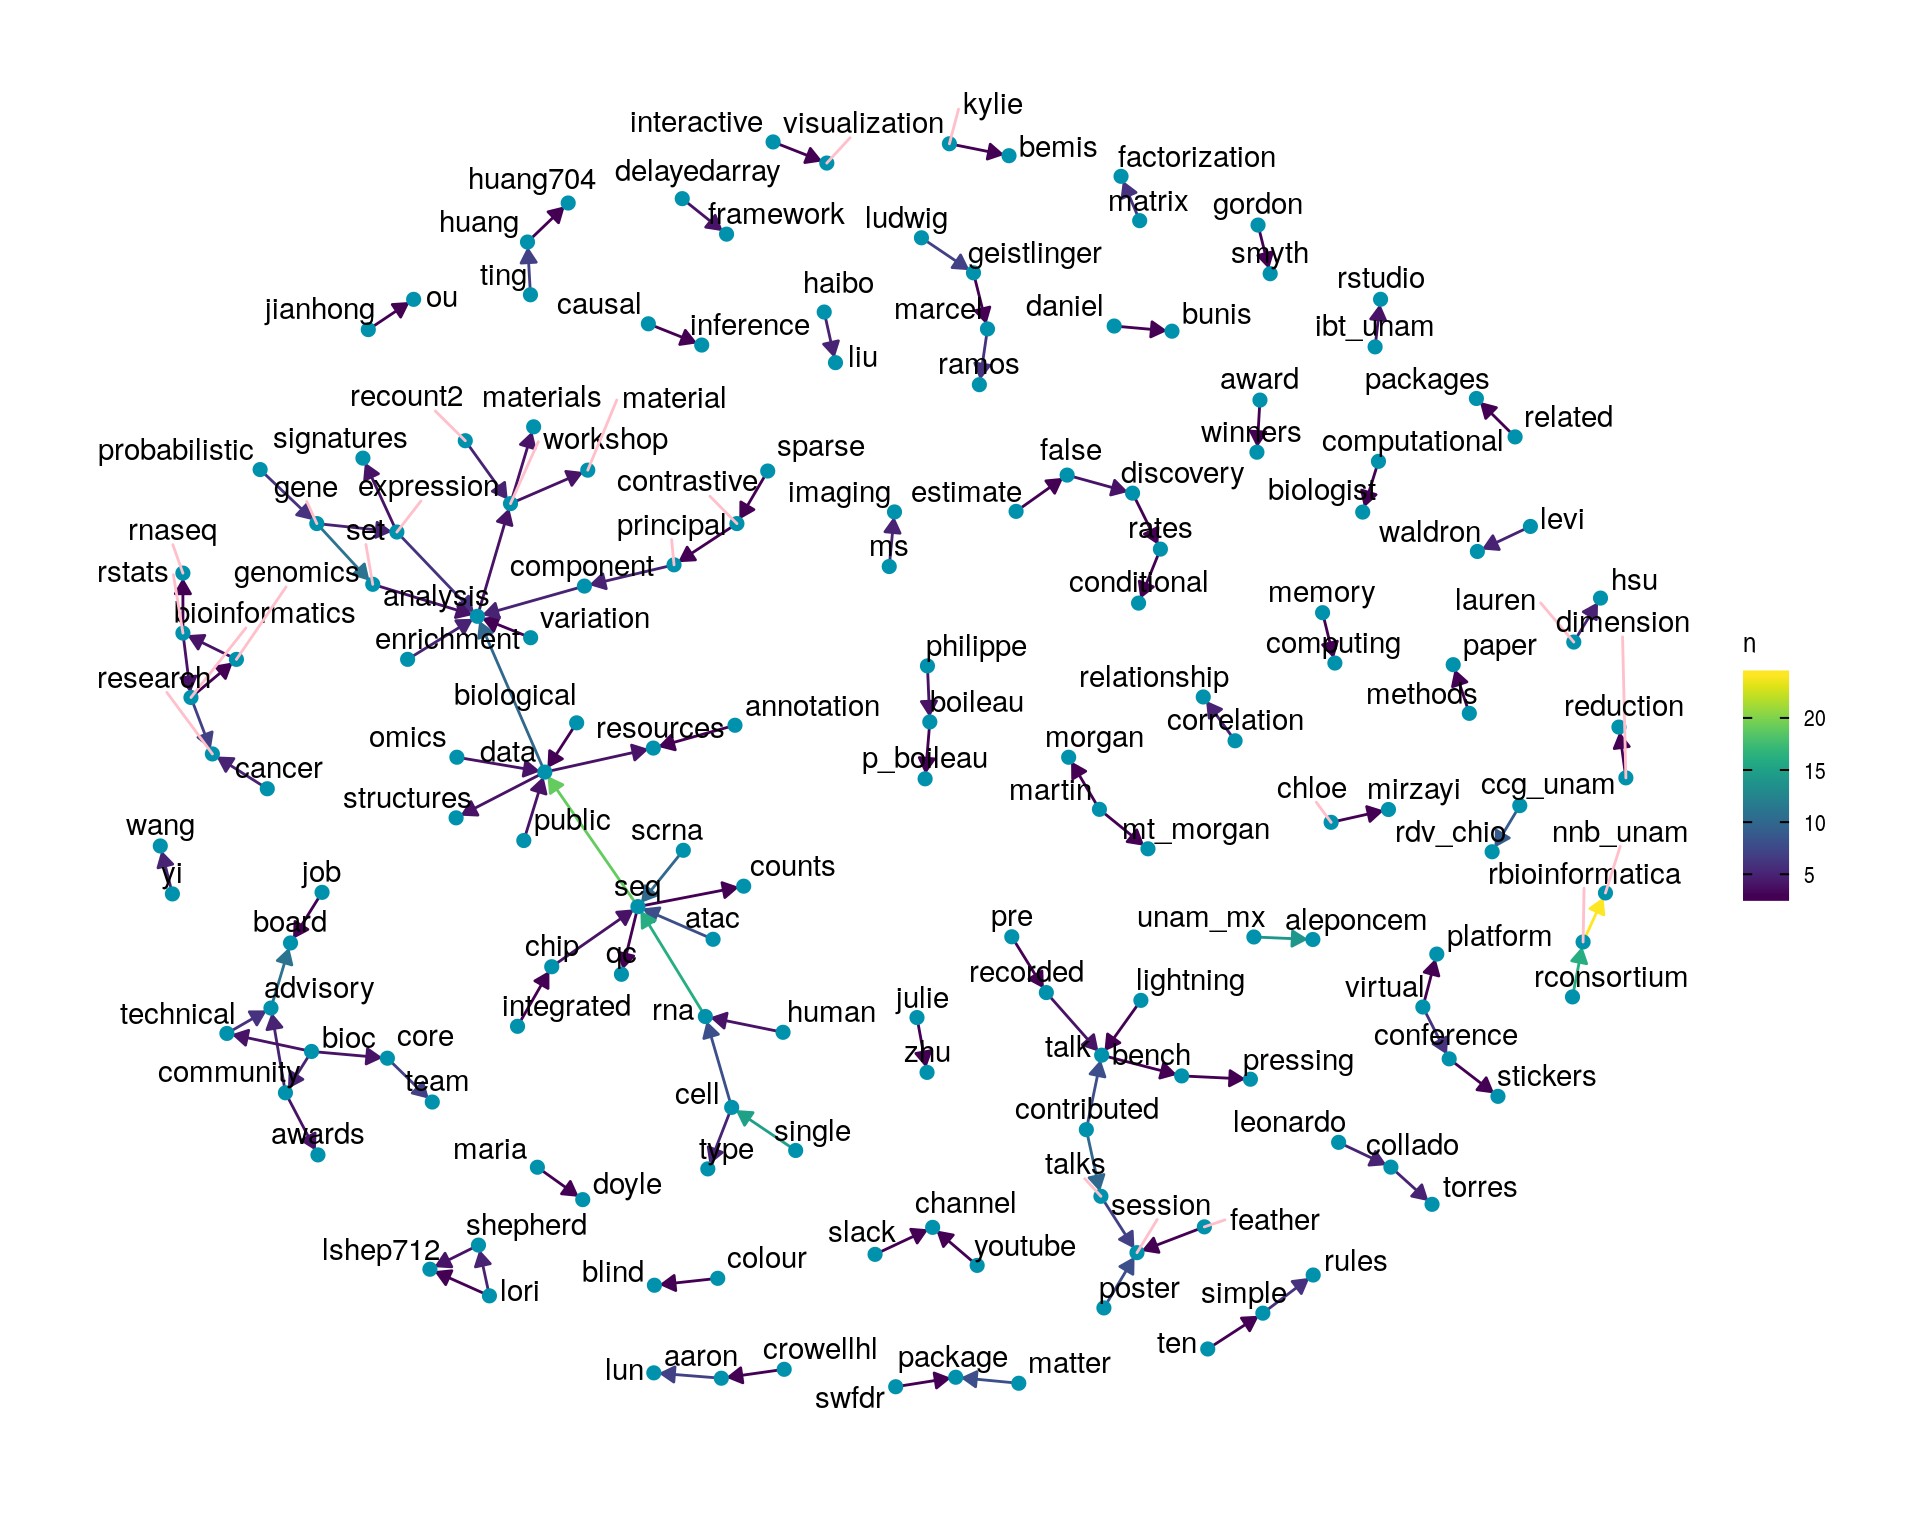 kylie
interactive
visualization
bemis
factorization
delayedarray
huang704
matrix
gordon
framework
ludwig
huang
smyth
geistlinger
ting
haibo
rstudio
jianhong
ou
causal
marcel
daniel
bunis
inference
ibt_unam
liu
ramos
award
packages
recount2
materials
material
related
signatures
workshop
sparse
false
winners
computational
probabilistic
contrastive
discovery
gene
expression
imaging
estimate
biologist
rnaseq
set
principal
rates
waldron
levi
ms
rstats
genomics
component
conditional
hsu
analysis
memory
lauren
bioinformatics
variation
dimension
enrichment
philippe
computing
paper
n
research
relationship
biological
methods
boileau
resources
annotation
correlation
reduction
omics
data
morgan
20
p_boileau
cancer
15
structures
martin
chloe
mirzayi
ccg_unam
wang
public
scrna
mt_morgan
rdv_chio
nnb_unam
10
yi
job
counts
rbioinformatica
5
seq
board
atac
pre
unam_mx
aleponcem
platform
chip
qc
recorded
lightning
rconsortium
advisory
virtual
technical
integrated
rna
human
julie
bioc
core
talk
bench
pressing
conference
community
team
zhu
stickers
cell
contributed
awards
single
leonardo
collado
maria
type
talks
doyle
torres
shepherd
channel
session
feather
lshep712
slack
youtube
rules
blind
colour
lori
poster
simple
ten
lun
aaron
crowellhl
package
matter
swfdr